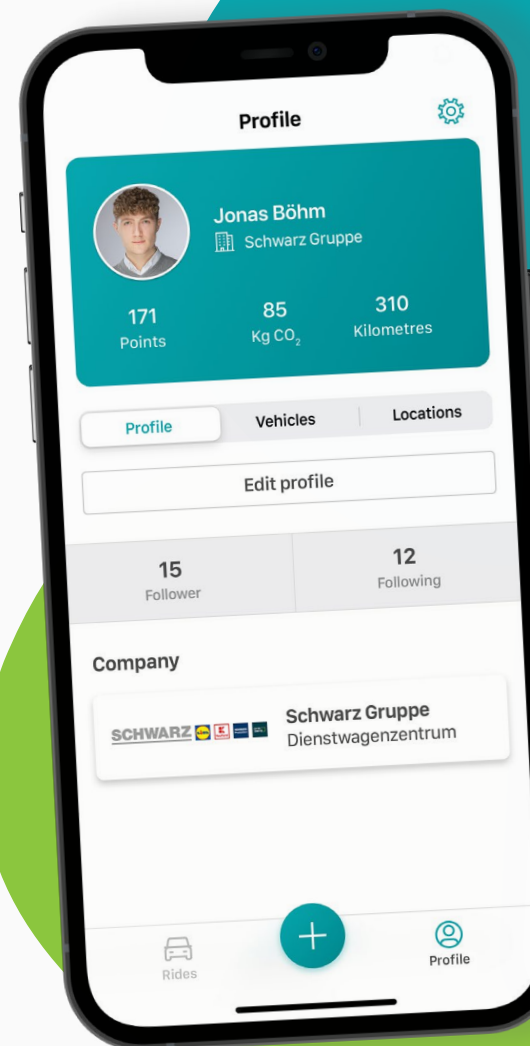 Profile
Jonas Böhm
Schwarz Gruppe
171
Points
85
Kg CO₂
310
Kilometres
Profile
Vehicles
Locations
Edit profile
15
Follower
12
Following
Company
SCHWARZ
Schwarz Gruppe
Dienstwagenzentrum
Rides
Profile